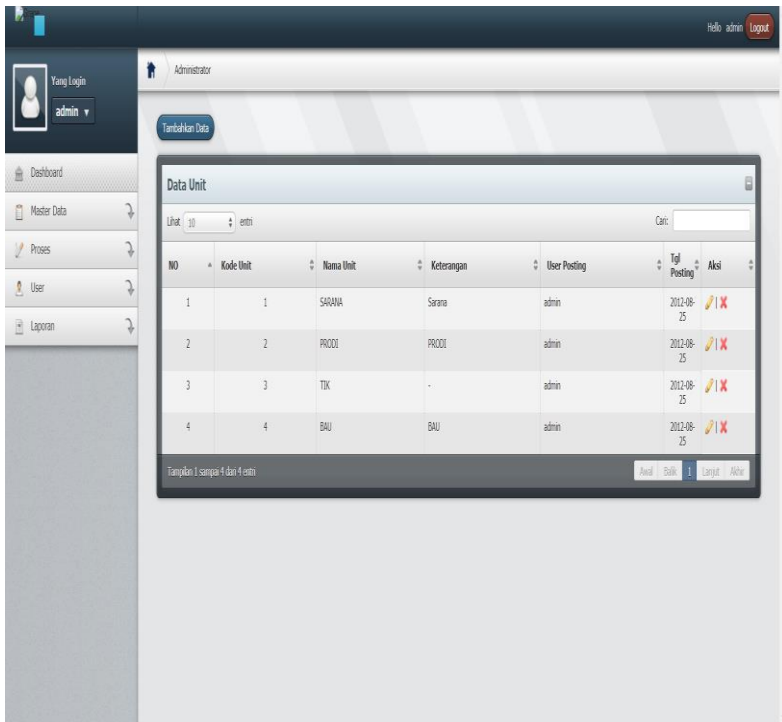 Hello admin Logout
Yang Login
admin
Administrator
Tambahkan Data
Dashboard
Master Data
Proses
User
Laporan
Data Unit
Lihat 10 entri
Cari:
NO Kode Unit Nama Unit Keterangan User Posting Tgl Posting Aksi
1 1 SARANA Sarana admin 2012-08-25 |
2 2 PRODI PRODI admin 2012-08-25 |
3 3 TIK - admin 2012-08-25 |
4 4 BAU BAU admin 2012-08-25 |
Tampilan 1 sampai 4 dari 4 entri
Awal Balik 1 Lanjut Akhir